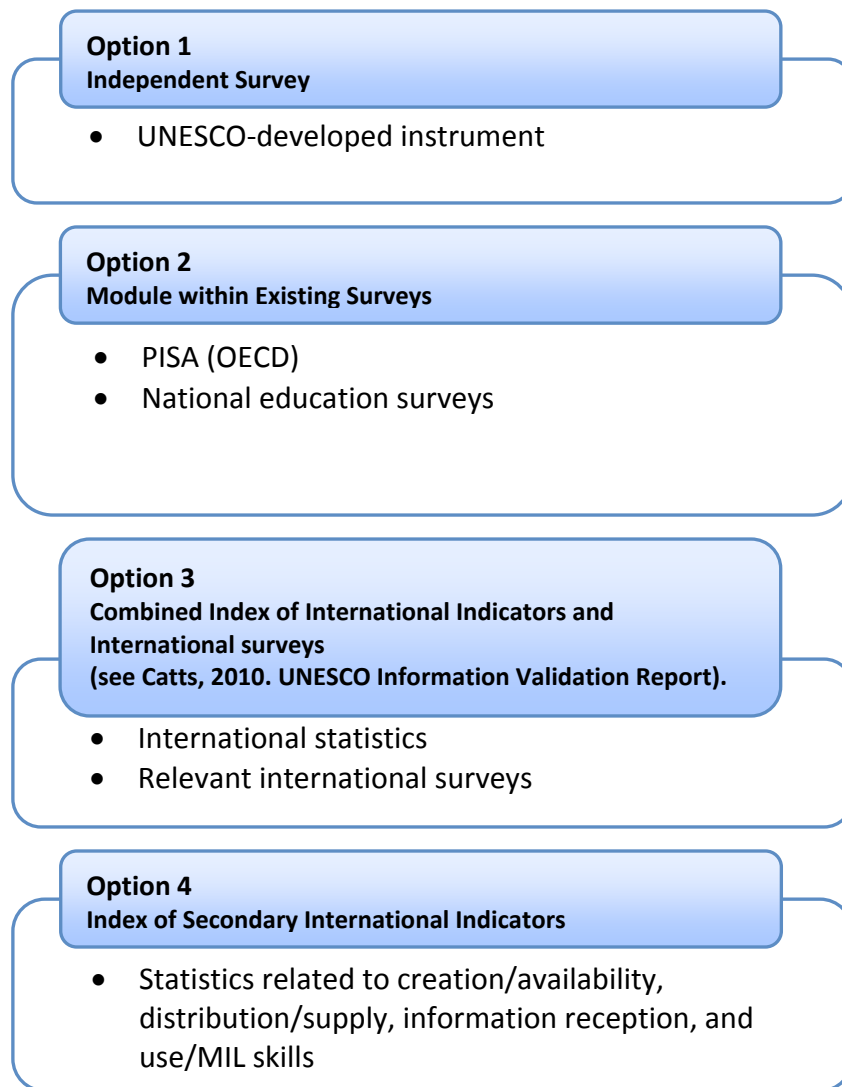 Option 1
Independent Survey
• UNESCO-developed instrument
Option 2
Module within Existing Surveys
• PISA (OECD)
• National education surveys
Option 3
Combined Index of International Indicators and
International surveys
(see Catts, 2010. UNESCO Information Validation Report).
• International statistics
• Relevant international surveys
Option 4
Index of Secondary International Indicators
• Statistics related to creation/availability,
distribution/supply, information reception, and
use/MIL skills